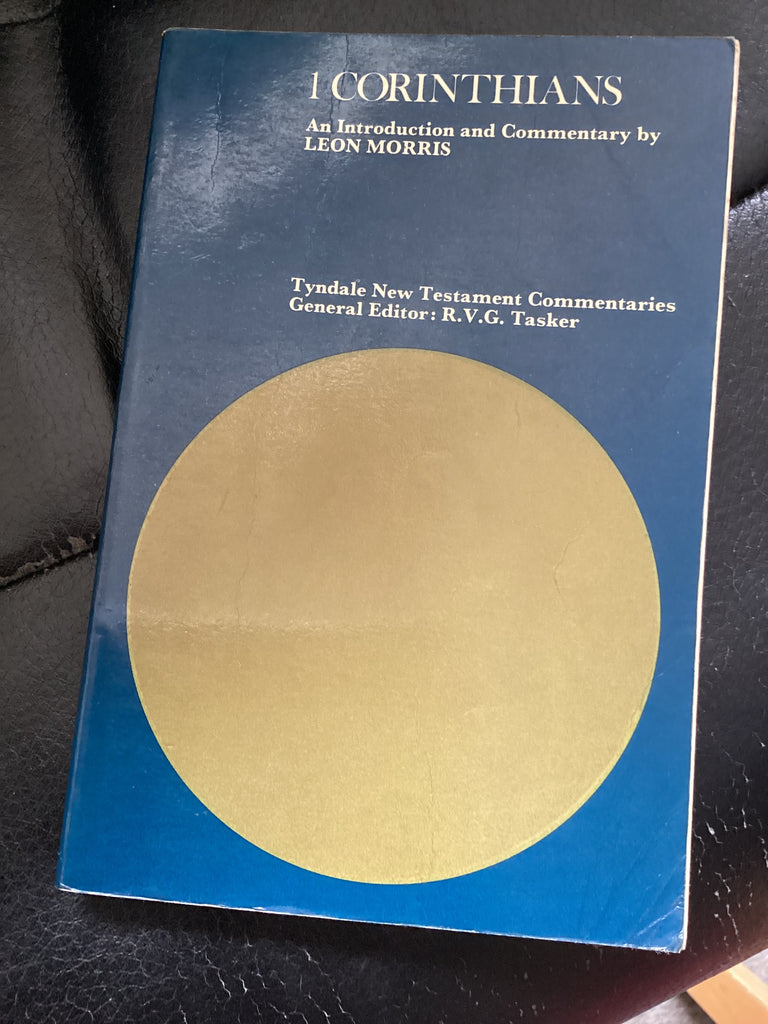 1 CORINTHIANS
An Introduction and Commentary by
LEON MORRIS
Tyndale New Testament Commentaries
General Editor: R.V.G. Tasker